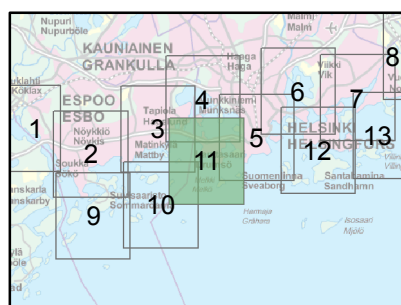 Nupuri
Nupurböle
Malmi
Malm
KAUNIAINEN
GRANKULLA
Haaga
Haga
Viikki
Vik
8
6
ESPOO
ESBO
Tapiola
4
Munkkiniemi
Munksnäs
7
1
Nöykkiö
Nöykis
3
Matinkylä
Mattby
5
HELSINKI
HELSINGFORS
13
2
11
12
Soukka
Sökö
Suomenlinna
Sveaborg
Santahamina
Sandhamn
Suvisaaristo
Sommaröarna
9
10
Harmaja
Gråhara
Isosaari
Mjölö